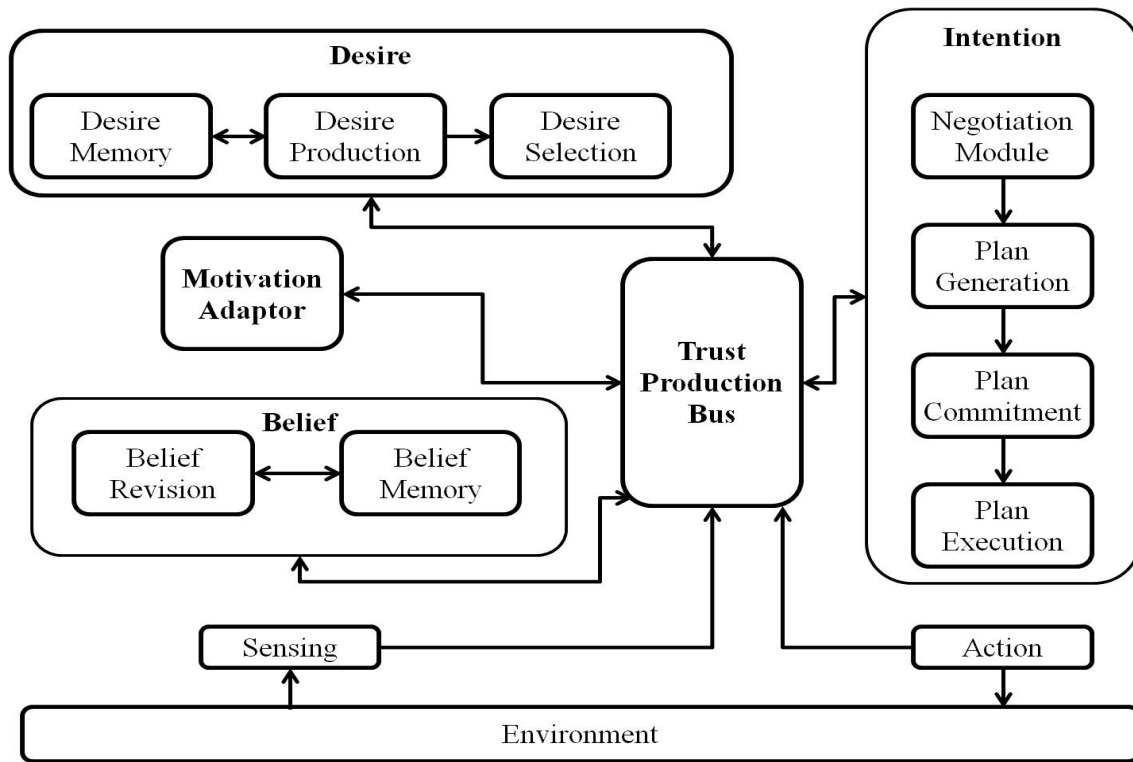 Desire
Desire
Memory
Desire
Production
Desire
Selection
Intention
Negotiation
Module
Plan
Generation
Plan
Commitment
Plan
Execution
Motivation
Adaptor
Trust
Production
Bus
Belief
Belief
Revision
Belief
Memory
Sensing
Action
Environment